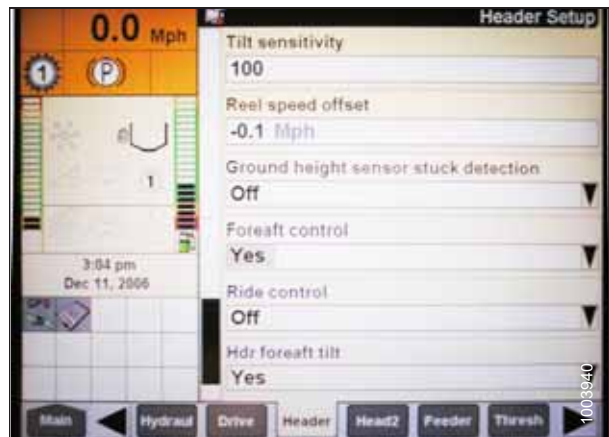 0.0 Mph
Header Setup
1
(P)
Tilt sensitivity
100
Reel speed offset
-0.1 Mph
Ground height sensor stuck detection
Off
1
Foreaft control
Yes
3:04 pm
Dec 11, 2006
Ride control
Off
GPS
Hdr foreaft tilt
Yes
Main
Hydraul
Drive
Header
Head2
Feeder
Thresh
1003940